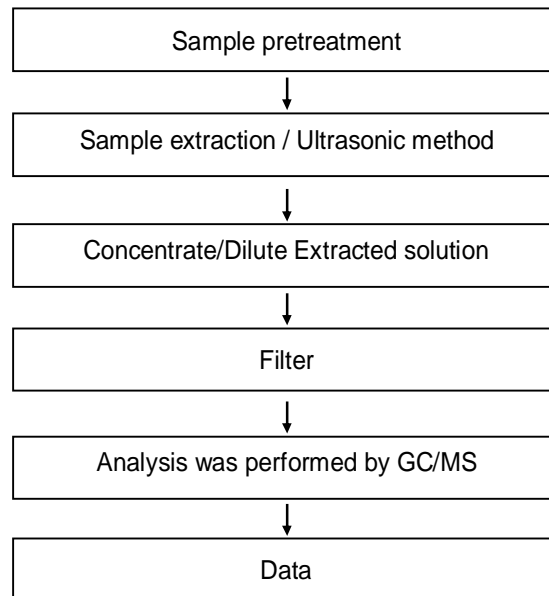 Sample pretreatment
Sample extraction / Ultrasonic method
Concentrate/Dilute Extracted solution
Filter
Analysis was performed by GC/MS
Data